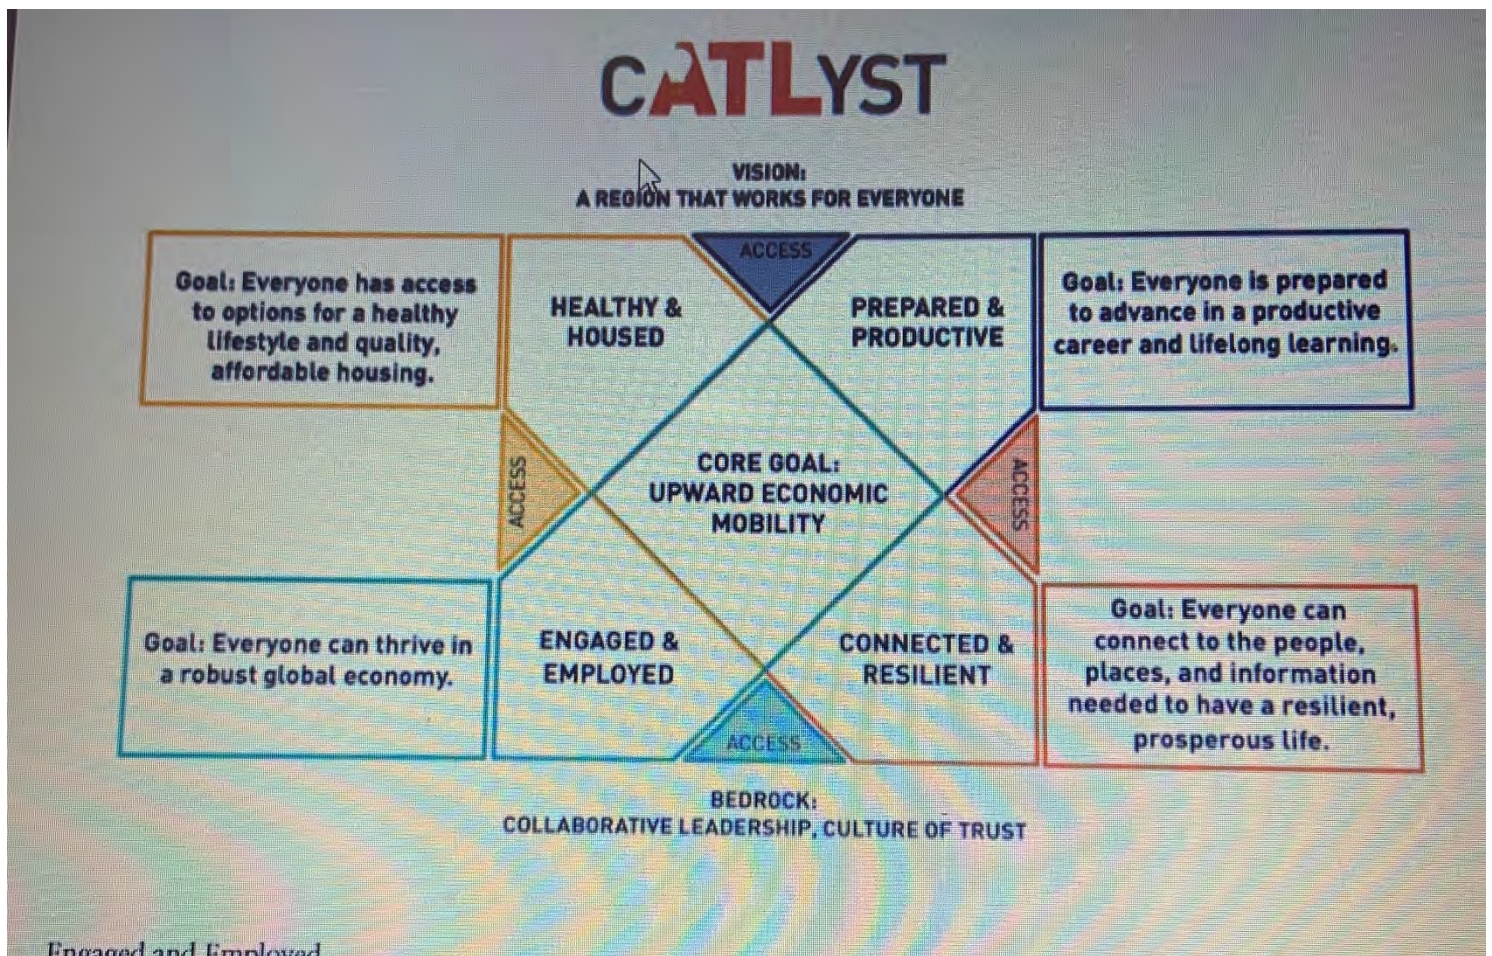 CATLYST
VISION:
A REGION THAT WORKS FOR EVERYONE
ACCESS
Goal: Everyone has access
to options for a healthy
lifestyle and quality,
affordable housing.
HEALTHY &
HOUSED
PREPARED &
PRODUCTIVE
Goal: Everyone is prepared
to advance in a productive
career and lifelong learning.
ACCESS
CORE GOAL:
UPWARD ECONOMIC
MOBILITY
ACCESS
Goal: Everyone can thrive in
a robust global economy.
ENGAGED &
EMPLOYED
CONNECTED &
RESILIENT
Goal: Everyone can
connect to the people,
places, and information
needed to have a resilient,
prosperous life.
ACCESS
BEDROCK:
COLLABORATIVE LEADERSHIP, CULTURE OF TRUST
Engaged and Employed